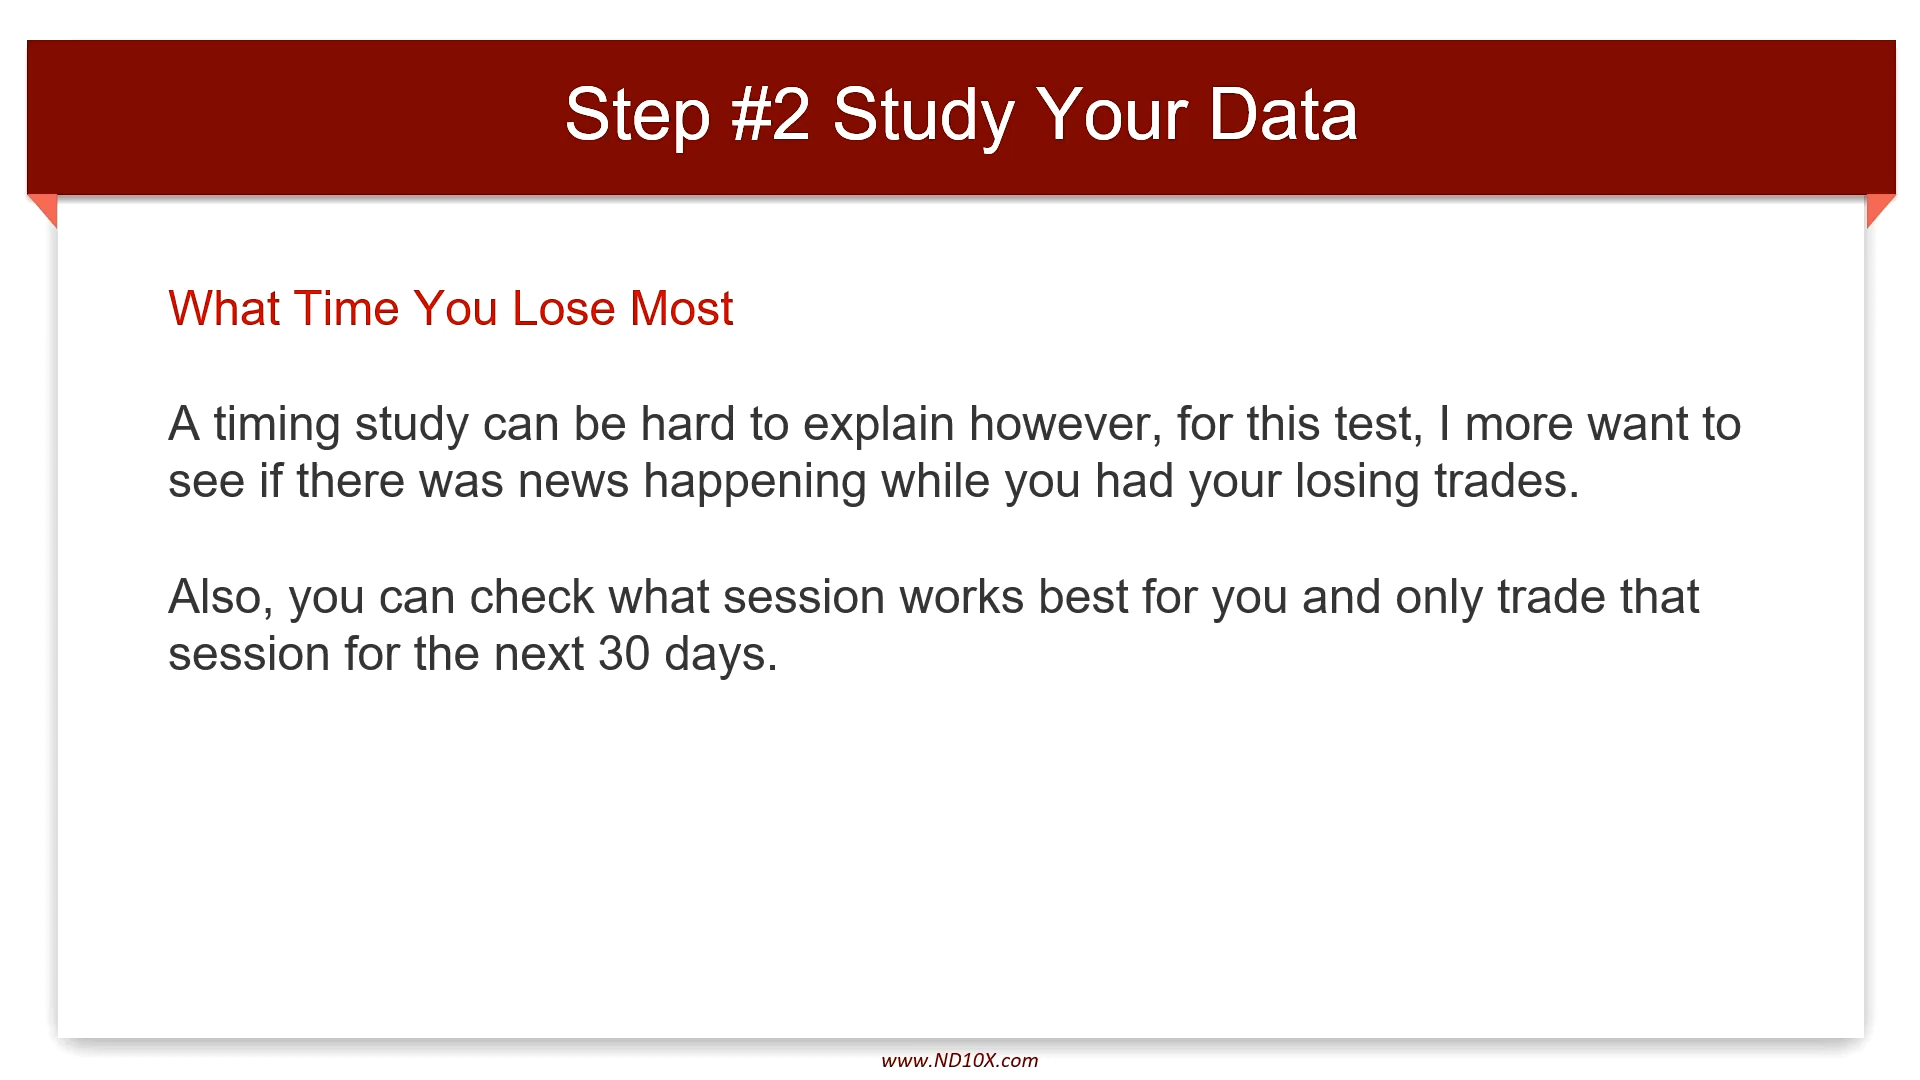 Step #2 Study Your Data
What Time You Lose Most
A timing study can be hard to explain however, for this test, I more want to
see if there was news happening while you had your losing trades.
Also, you can check what session works best for you and only trade that
session for the next 30 days.
www.ND10X.com